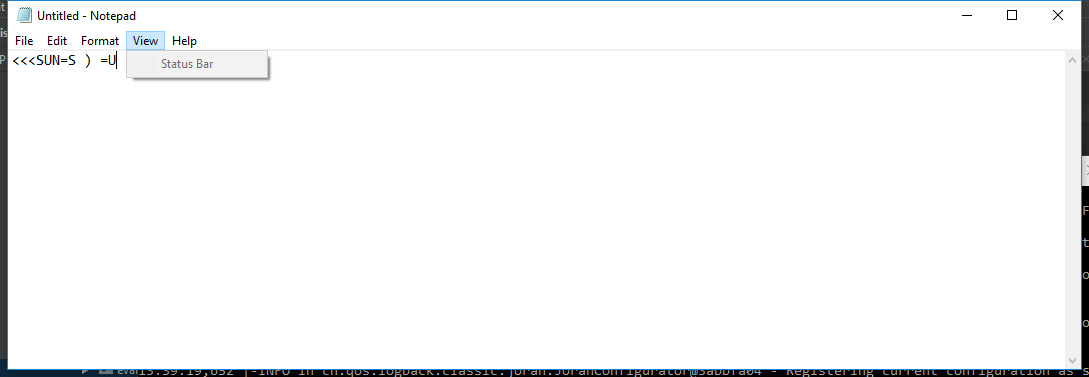 Untitled - Notepad
File Edit Format View Help
<<<SUN=S ) =U
Status Bar
13:39:19,652 |-INFO in ch.qos.logback.classic.joran.JoranConfigurator@3abbfa04 - Registering current configuration as